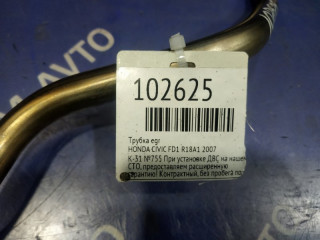 АВТО
102625
Трубка egr
HONDA CIVIC FD1 R18A1 2007
К-31 №755 При установке ДВС на нашем
СТО, предоставляем расширенную
гарантию! Контрактный, без пробега по